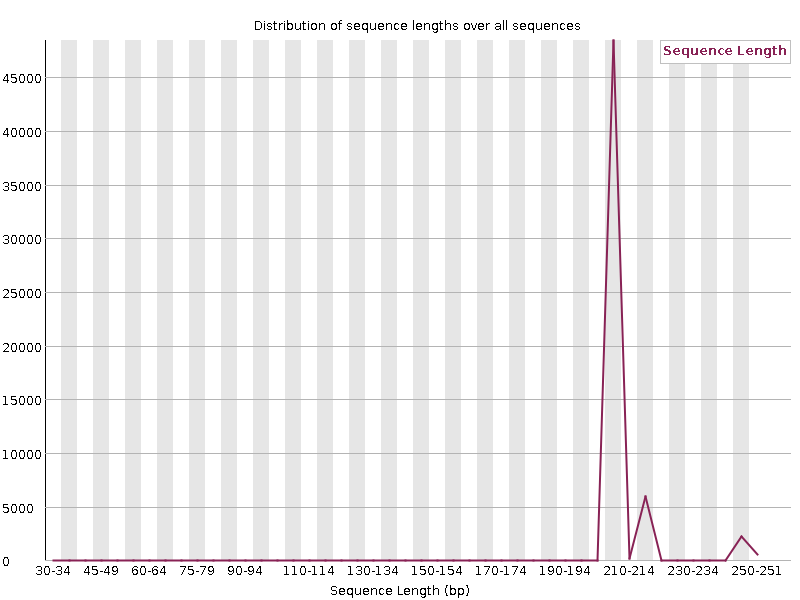 Distribution of sequence lengths over all sequences
Sequence Length
45000
40000
35000
30000
25000
20000
15000
10000
5000
0
30-34 45-49 60-64 75-79 90-94 110-114 130-134 150-154 170-174 190-194 210-214 230-234 250-251
Sequence Length (bp)